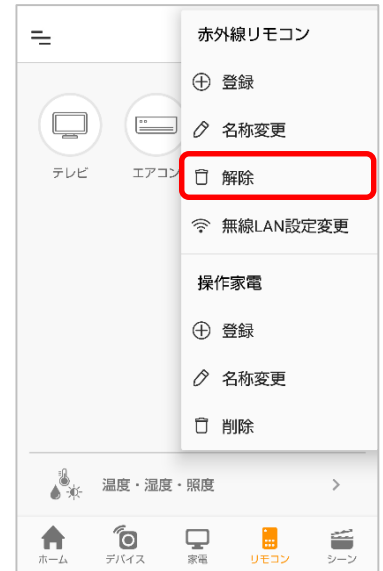 赤外線リモコン
登録
名称変更
解除
無線LAN設定変更
操作家電
登録
名称変更
削除
テレビ
エアコン
温度・湿度・照度
ホーム
デバイス
家電
リモコン
シーン